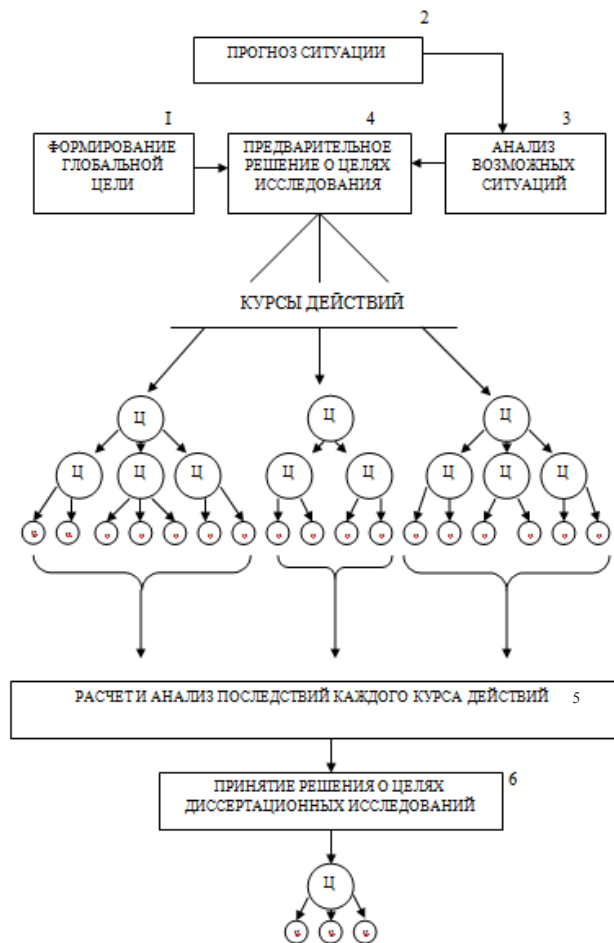 2
ПРОГНОЗ СИТУАЦИИ
I
ФОРМИРОВАНИЕ
ГЛОБАЛЬНОЙ
ЦЕЛИ
4
ПРЕДВАРИТЕЛЬНОЕ
РЕШЕНИЕ О ЦЕЛЯХ
ИССЛЕДОВАНИЯ
3
АНАЛИЗ
ВОЗМОЖНЫХ
СИТУАЦИЙ
КУРСЫ ДЕЙСТВИЙ
Ц Ц Ц
Ц Ц Ц Ц Ц Ц Ц Ц
РАСЧЕТ И АНАЛИЗ ПОСЛЕДСТВИЙ КАЖДОГО КУРСА ДЕЙСТВИЙ 5
6
ПРИНЯТИЕ РЕШЕНИЯ О ЦЕЛЯХ
ДИССЕРТАЦИОННЫХ ИССЛЕДОВАНИЙ
Ц